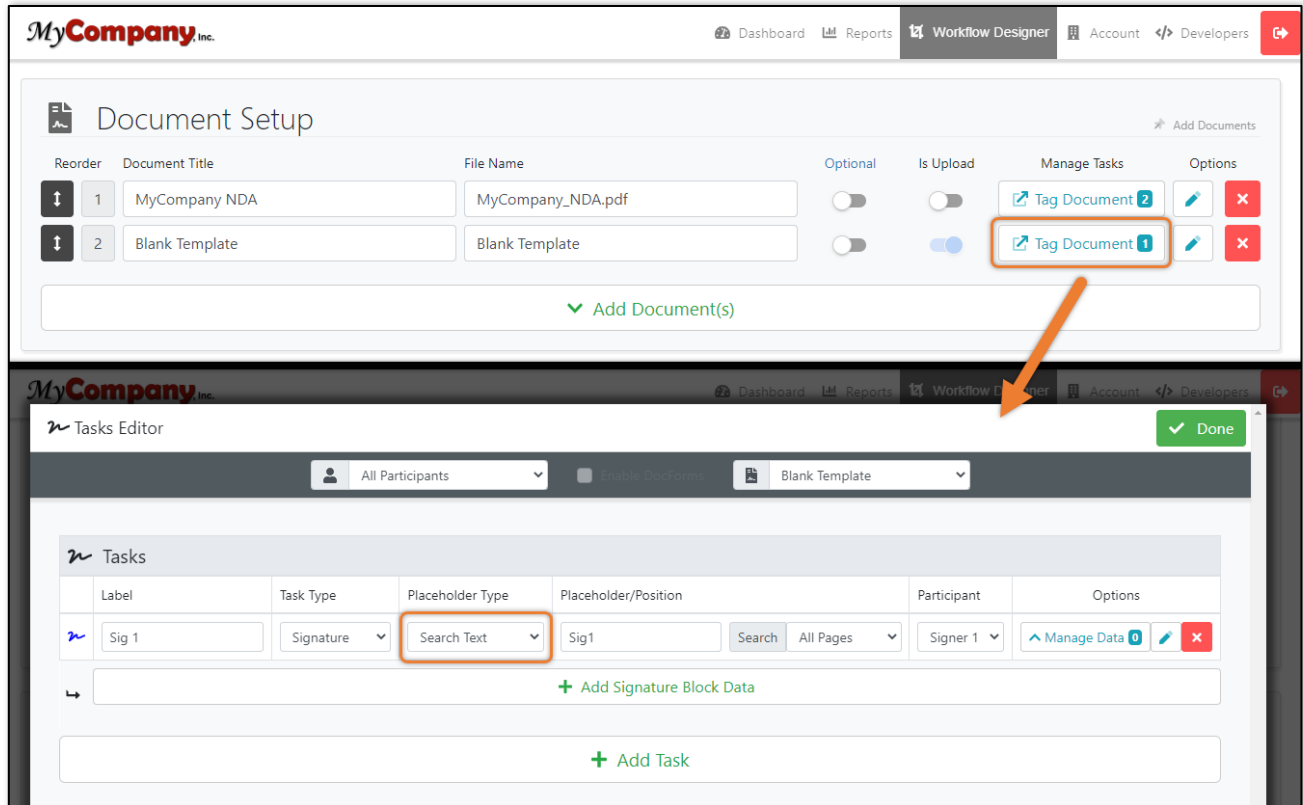 MyCompany, Inc. Dashboard Reports Workflow Designer Account Developers
Document Setup
Add Documents
Reorder Document Title File Name Optional Is Upload Manage Tasks Options
1 MyCompany NDA MyCompany_NDA.pdf Tag Document 2
2 Blank Template Blank Template Tag Document 1
Add Document(s)
MyCompany, Inc. Dashboard Reports Workflow Designer Account Developers
Tasks Editor Done
All Participants Enable DocForms Blank Template
Tasks
Label Task Type Placeholder Type Placeholder/Position Participant Options
Sig 1 Signature Search Text Sig1 Search All Pages Signer 1 Manage Data 0
Add Signature Block Data
Add Task